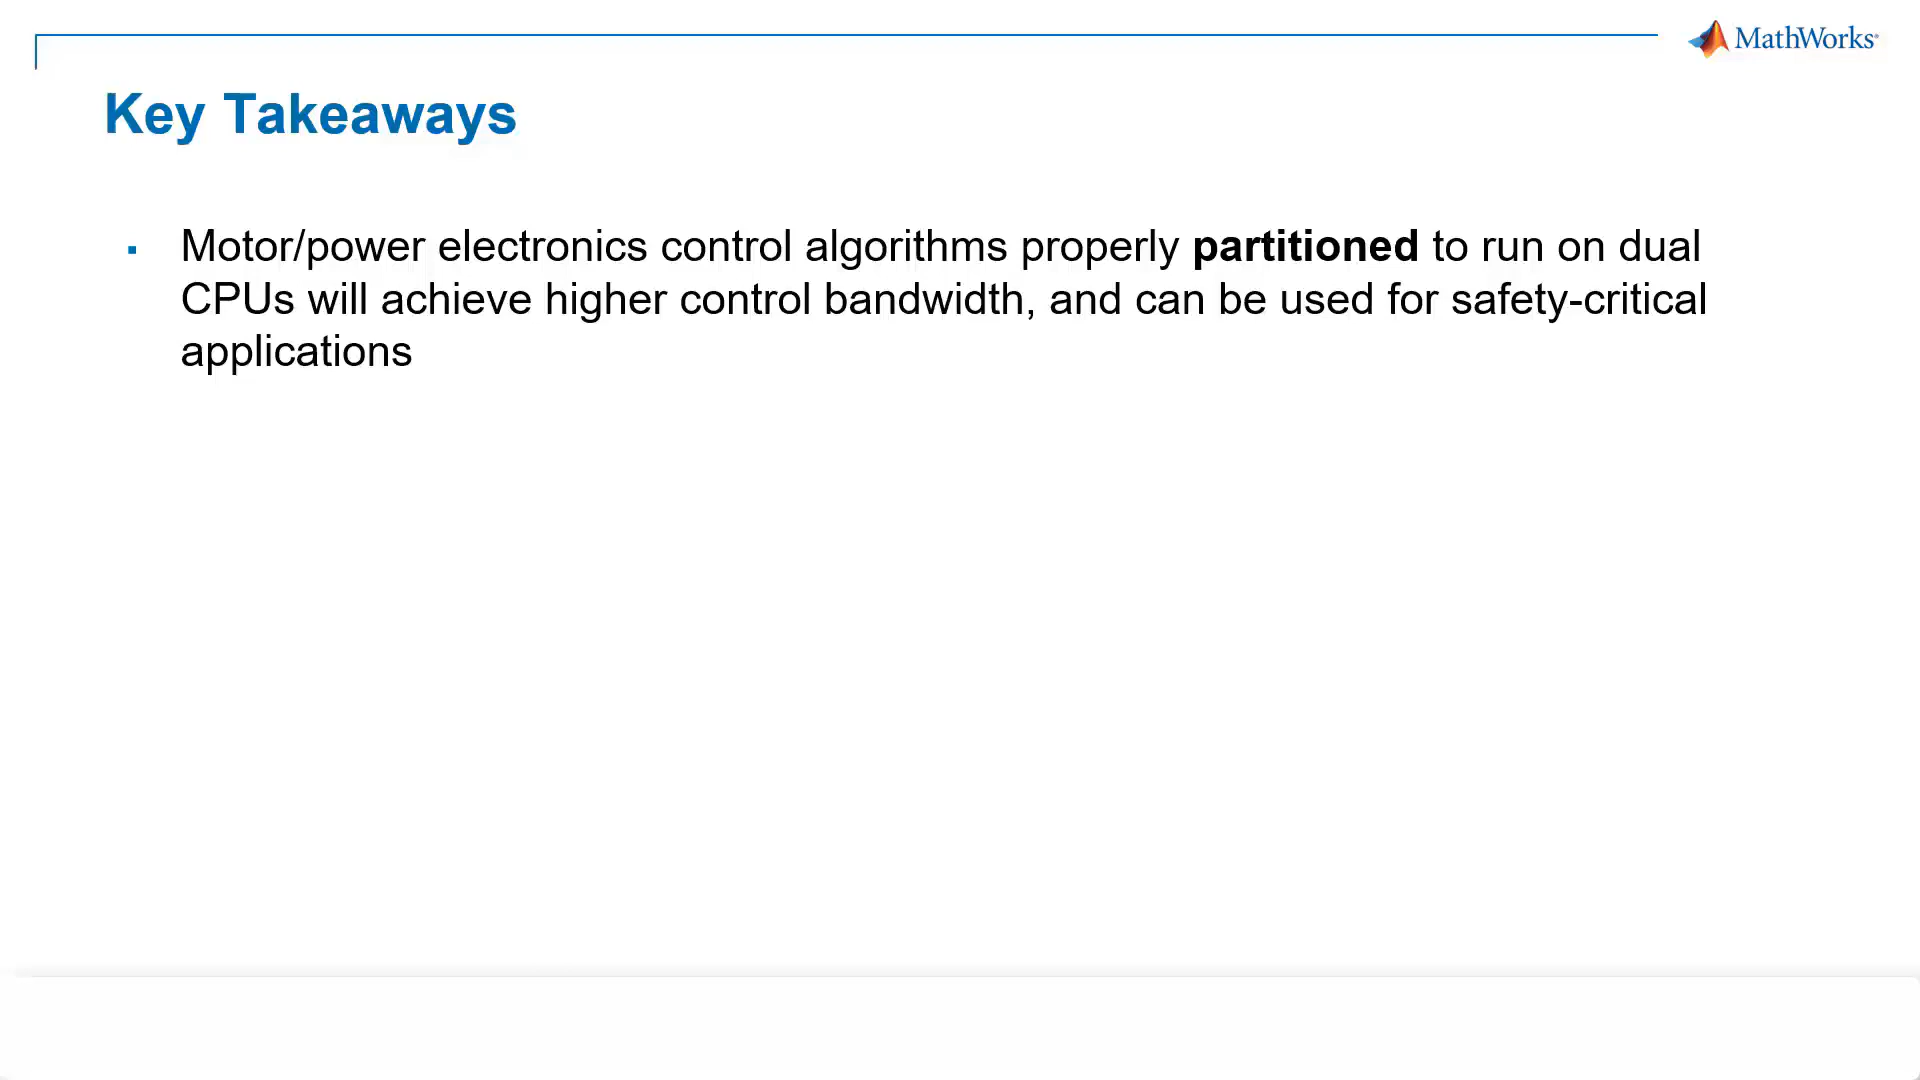 MathWorks®
Key Takeaways
▪ Motor/power electronics control algorithms properly partitioned to run on dual
CPUs will achieve higher control bandwidth, and can be used for safety-critical
applications